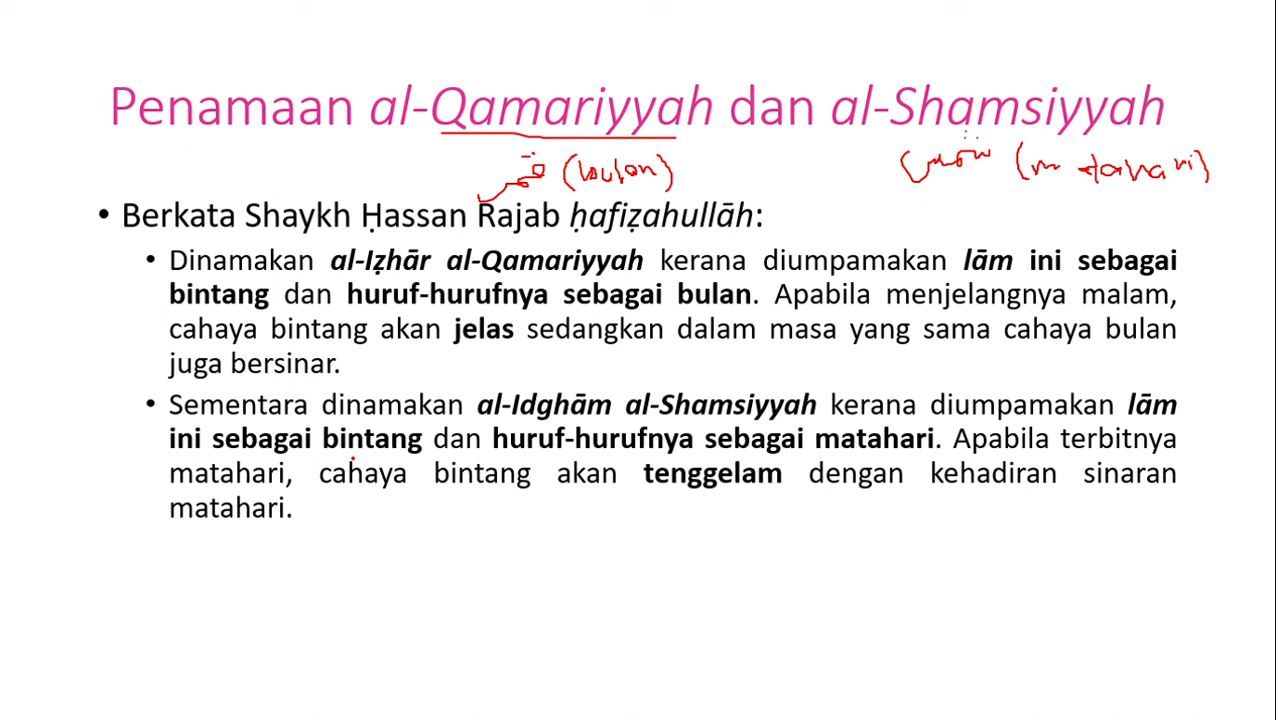 Penamaan al-Qamariyyah dan al-Shamsiyyah
قمر (bulan) شمس (matahari)
• Berkata Shaykh Ḥassan Rajab ḥafiẓahullāh:
• Dinamakan al-Iẓhār al-Qamariyyah kerana diumpamakan lām ini sebagai
bintang dan huruf-hurufnya sebagai bulan. Apabila menjelangnya malam,
cahaya bintang akan jelas sedangkan dalam masa yang sama cahaya bulan
juga bersinar.
• Sementara dinamakan al-Idghām al-Shamsiyyah kerana diumpamakan lām
ini sebagai bintang dan huruf-hurufnya sebagai matahari. Apabila terbitnya
matahari, cahaya bintang akan tenggelam dengan kehadiran sinaran
matahari.